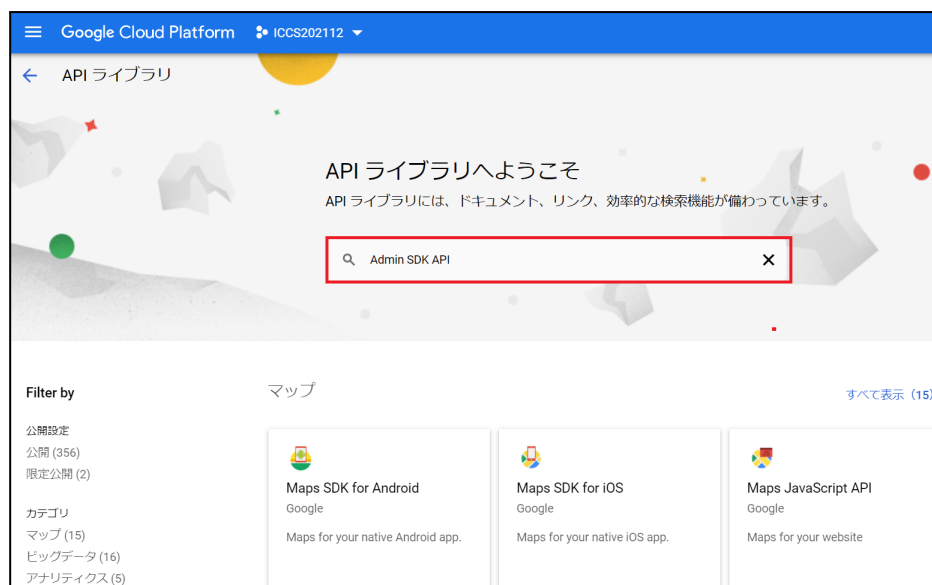 Google Cloud Platform ICCS202112
API ライブラリ
API ライブラリへようこそ
API ライブラリには、ドキュメント、リンク、効率的な検索機能が備わっています。
Admin SDK API
Filter by
公開設定
公開 (356)
限定公開 (2)
カテゴリ
マップ (15)
ビッグデータ (16)
アナリティクス (5)
マップ
すべて表示（15）
Maps SDK for Android
Google
Maps for your native Android app.
Maps SDK for iOS
Google
Maps for your native iOS app.
Maps JavaScript API
Google
Maps for your website